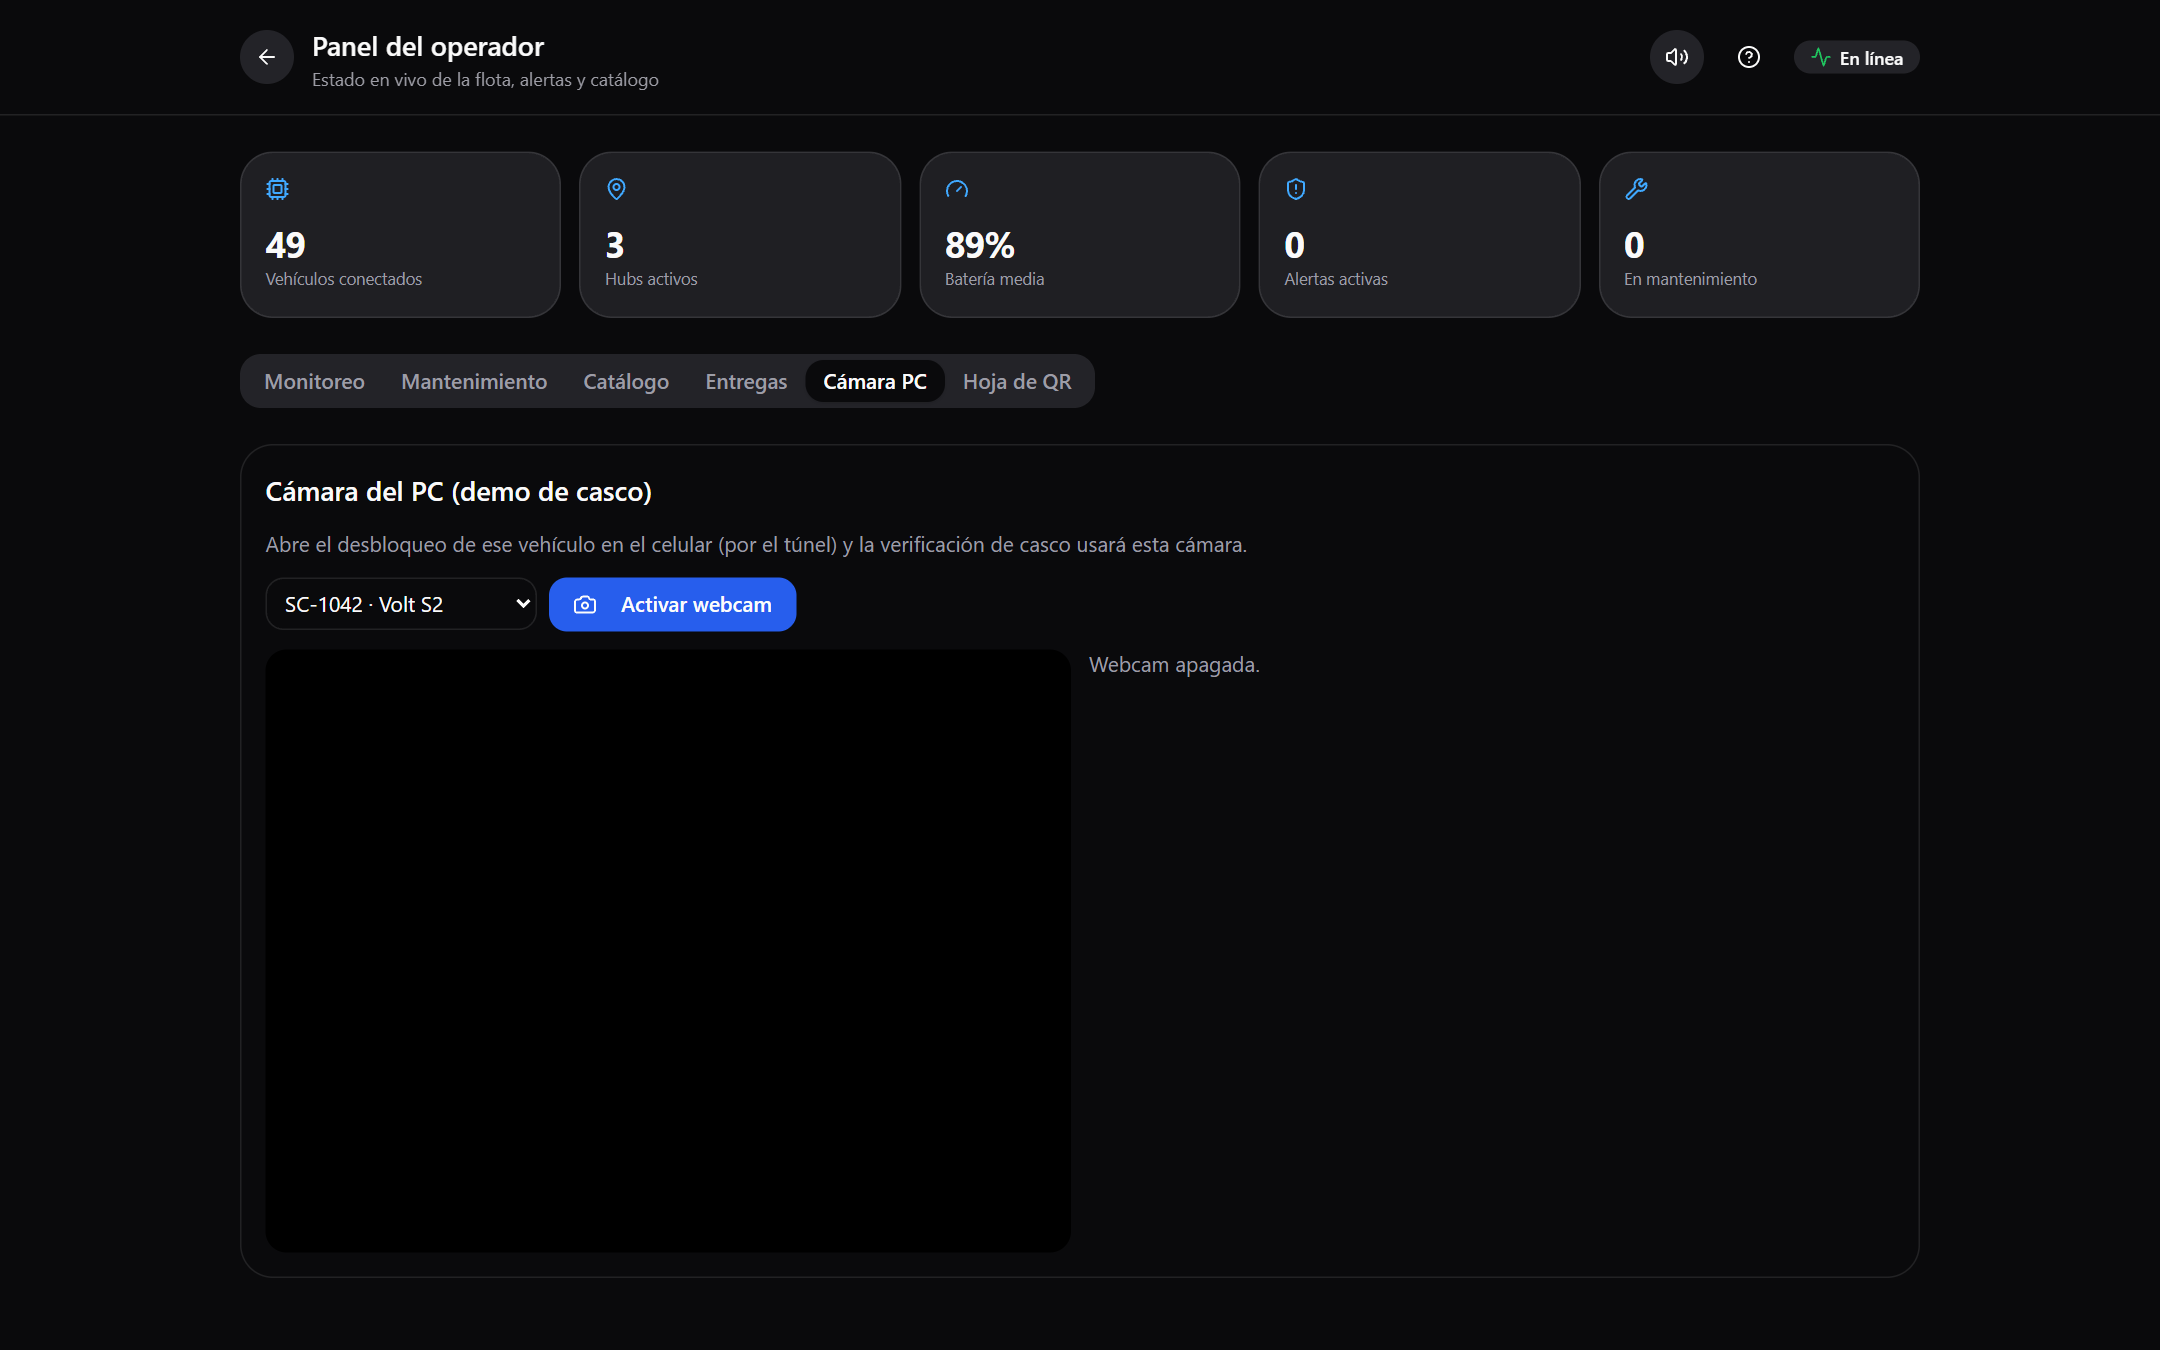 Panel del operador
Estado en vivo de la flota, alertas y catálogo
En línea
49
Vehículos conectados
3
Hubs activos
89%
Batería media
0
Alertas activas
0
En mantenimiento
Monitoreo
Mantenimiento
Catálogo
Entregas
Cámara PC
Hoja de QR
Cámara del PC (demo de casco)
Abre el desbloqueo de ese vehículo en el celular (por el túnel) y la verificación de casco usará esta cámara.
SC-1042 · Volt S2
Activar webcam
Webcam apagada.